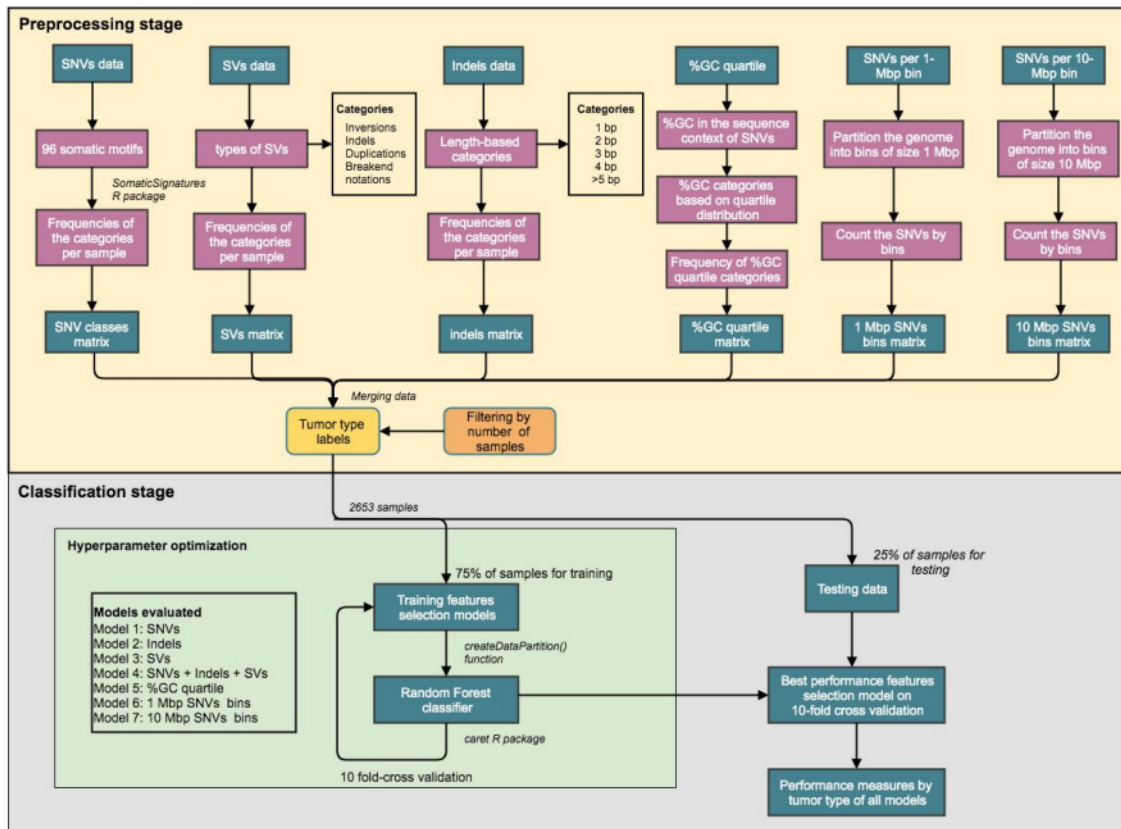 Preprocessing stage
SNVs data
96 somatic motifs
SomaticSignatures
R package
Frequencies of
the categories
per sample
SNV classes
matrix
SVs data
types of SVs
Categories
Inversions
Indels
Duplications
Breakend
notations
Frequencies of
the categories
per sample
SVs matrix
Indels data
Length-based
categories
Categories
1 bp
2 bp
3 bp
4 bp
>5 bp
Frequencies of
the categories
per sample
indels matrix
%GC quartile
%GC in the sequence
context of SNVs
%GC categories
based on quartile
distribution
Frequency of %GC
quartile categories
%GC quartile
matrix
SNVs per 1-
Mbp bin
Partition the genome
into bins of size 1 Mbp
Count the SNVs by
bins
1 Mbp SNVs
bins matrix
SNVs per 10-
Mbp bin
Partition the
genome into bins
of size 10 Mbp
Count the SNVs
by bins
10 Mbp SNVs
bins matrix
Merging data
Tumor type
labels
Filtering by
number of
samples
Classification stage
2653 samples
Hyperparameter optimization
75% of samples for training
Training features
selection models
createDataPartition()
function
Random Forest
classifier
caret R package
10 fold-cross validation
Models evaluated
Model 1: SNVs
Model 2: Indels
Model 3: SVs
Model 4: SNVs + Indels + SVs
Model 5: %GC quartile
Model 6: 1 Mbp SNVs bins
Model 7: 10 Mbp SNVs bins
25% of samples for
testing
Testing data
Best performance features
selection model on
10-fold cross validation
Performance measures by
tumor type of all models